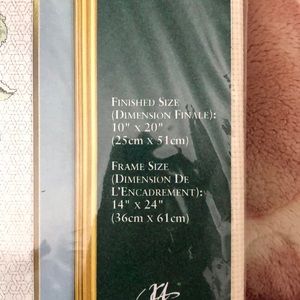 FINISHED SIZE
(DIMENSION FINALE):
10" x 20"
(25cm x 51cm)
FRAME SIZE
(DIMENSION DE
L'ENCADREMENT):
14" x 24"
(36cm x 61cm)